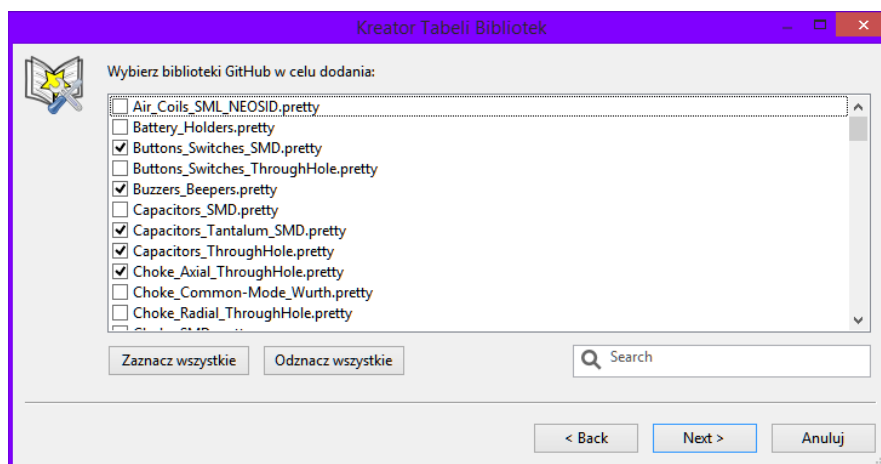 Kreator Tabeli Bibliotek
Wybierz biblioteki GitHub w celu dodania:
Air_Coils_SML_NEOSID.pretty
Battery_Holders.pretty
Buttons_Switches_SMD.pretty
Buttons_Switches_ThroughHole.pretty
Buzzers_Beepers.pretty
Capacitors_SMD.pretty
Capacitors_Tantalum_SMD.pretty
Capacitors_ThroughHole.pretty
Choke_Axial_ThroughHole.pretty
Choke_Common-Mode_Wurth.pretty
Choke_Radial_ThroughHole.pretty
Zaznacz wszystkie
Odznacz wszystkie
Search
< Back
Next >
Anuluj